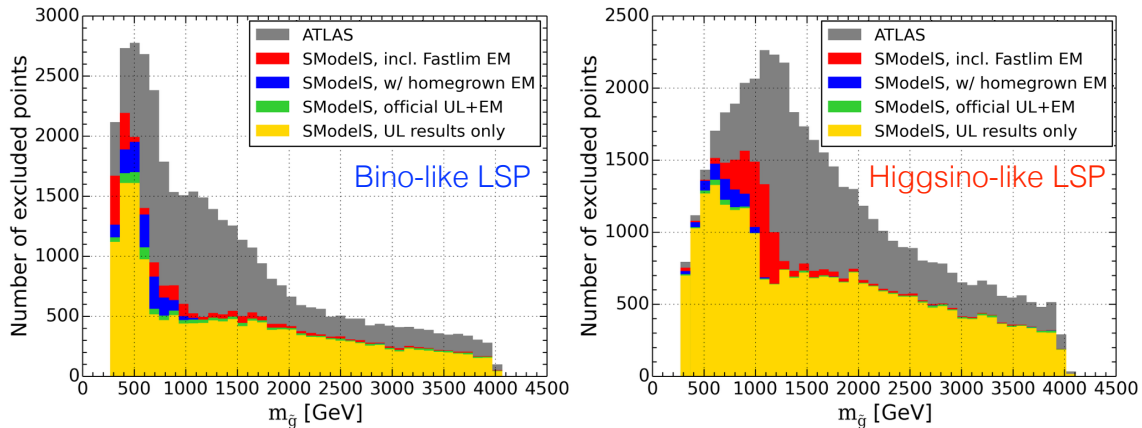 3000
2500
2000
1500
1000
500
0
Number of excluded points
ATLAS
SModelS, incl. Fastlim EM
SModelS, w/ homegrown EM
SModelS, official UL+EM
SModelS, UL results only
Bino-like LSP
0 500 1000 1500 2000 2500 3000 3500 4000 4500
m_g̃ [GeV]
2500
2000
1500
1000
500
0
Number of excluded points
ATLAS
SModelS, incl. Fastlim EM
SModelS, w/ homegrown EM
SModelS, official UL+EM
SModelS, UL results only
Higgsino-like LSP
0 500 1000 1500 2000 2500 3000 3500 4000 4500
m_g̃ [GeV]